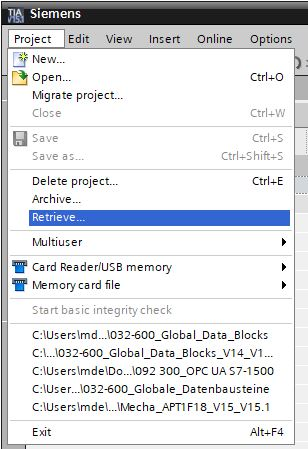 TIA
V15.1
Siemens
Project Edit View Insert Online Options
New...
Open... Ctrl+O
Migrate project...
Close Ctrl+W
Save Ctrl+S
Save as... Ctrl+Shift+S
Delete project... Ctrl+E
Archive...
Retrieve...
Multiuser
Card Reader/USB memory
Memory card file
Start basic integrity check
C:\Users\md...\032-600_Global_Data_Blocks
C:\...\032-600_Global_Data_Blocks_V14_V1...
C:\Users\mde\Do...\092 300_OPC UA S7-1500
C:\User...\032-600_Globale_Datenbausteine
C:\Users\mde\...\Mecha_APT1F18_V15_V15.1
Exit Alt+F4